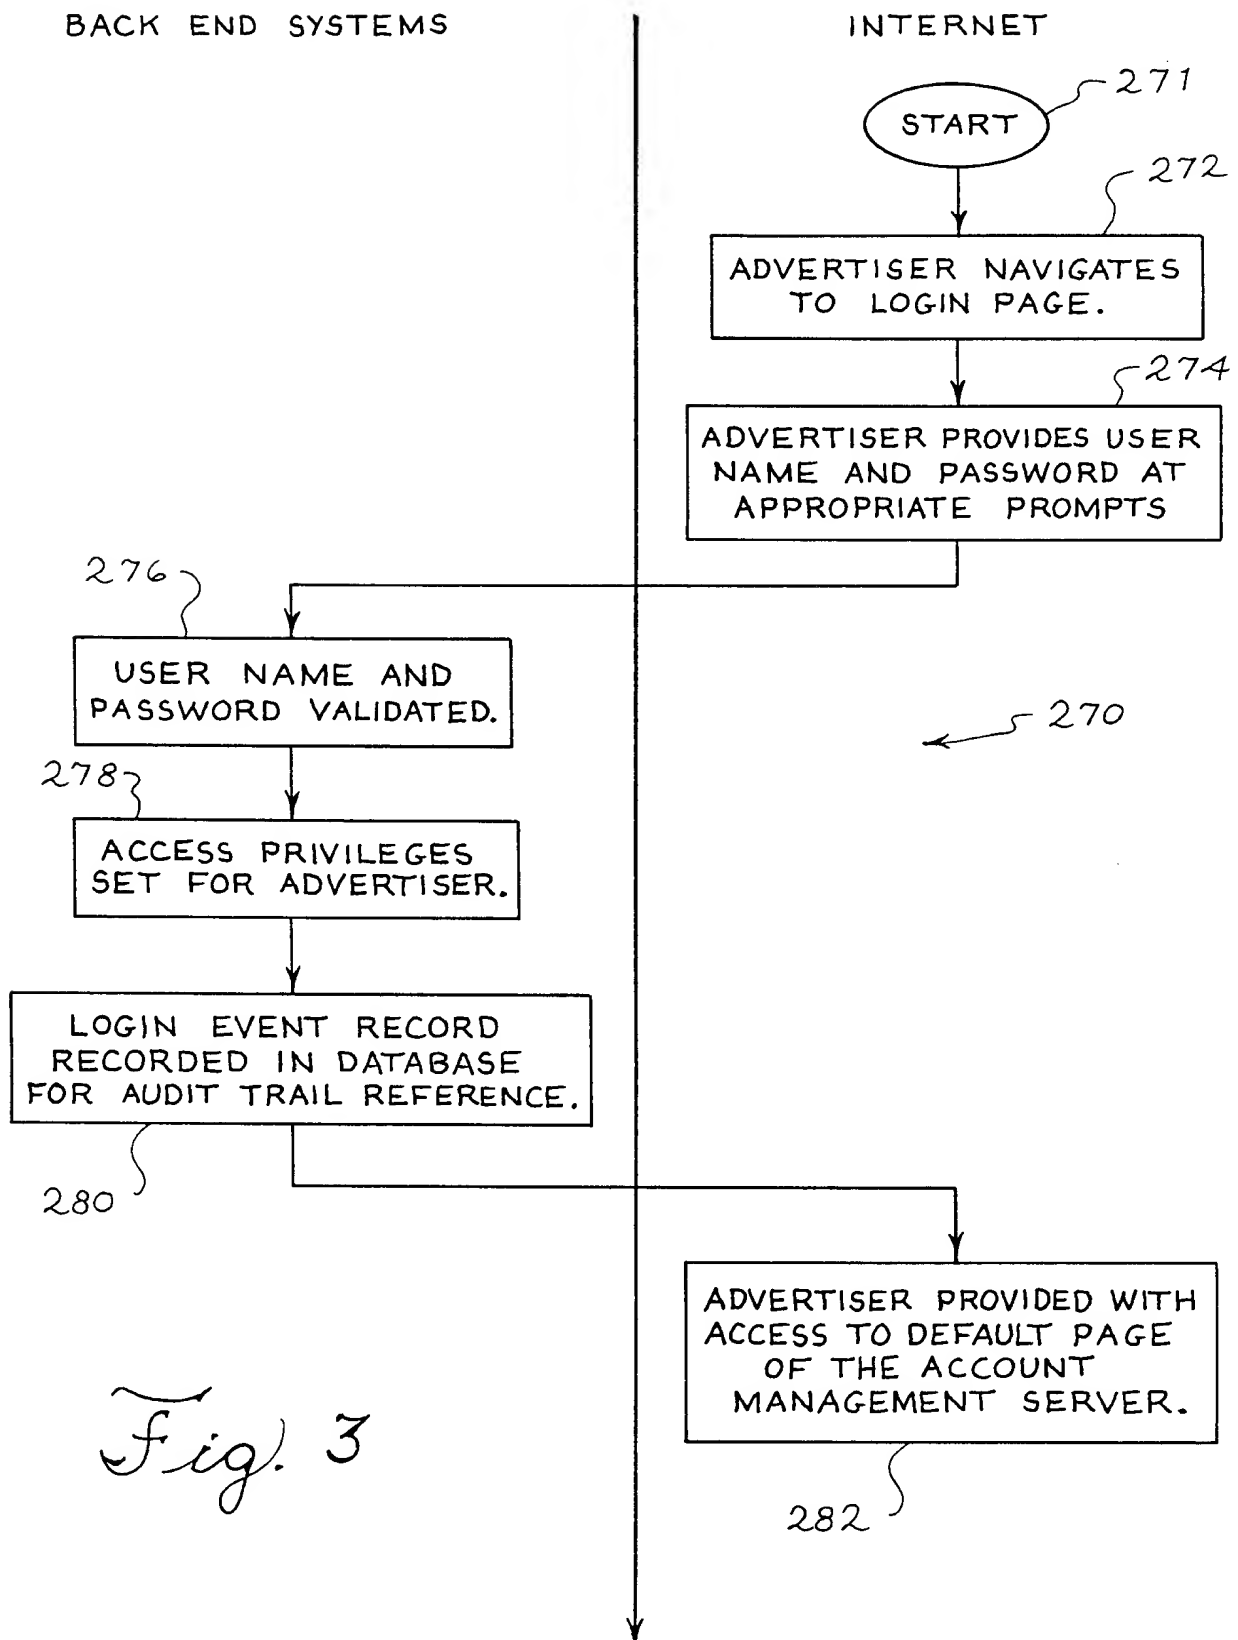 BACK END SYSTEMS
INTERNET
START
271
272
ADVERTISER NAVIGATES
TO LOGIN PAGE.
274
ADVERTISER PROVIDES USER
NAME AND PASSWORD AT
APPROPRIATE PROMPTS
276
USER NAME AND
PASSWORD VALIDATED.
270
278
ACCESS PRIVILEGES
SET FOR ADVERTISER.
LOGIN EVENT RECORD
RECORDED IN DATABASE
FOR AUDIT TRAIL REFERENCE.
280
ADVERTISER PROVIDED WITH
ACCESS TO DEFAULT PAGE
OF THE ACCOUNT
MANAGEMENT SERVER.
282
Fig. 3